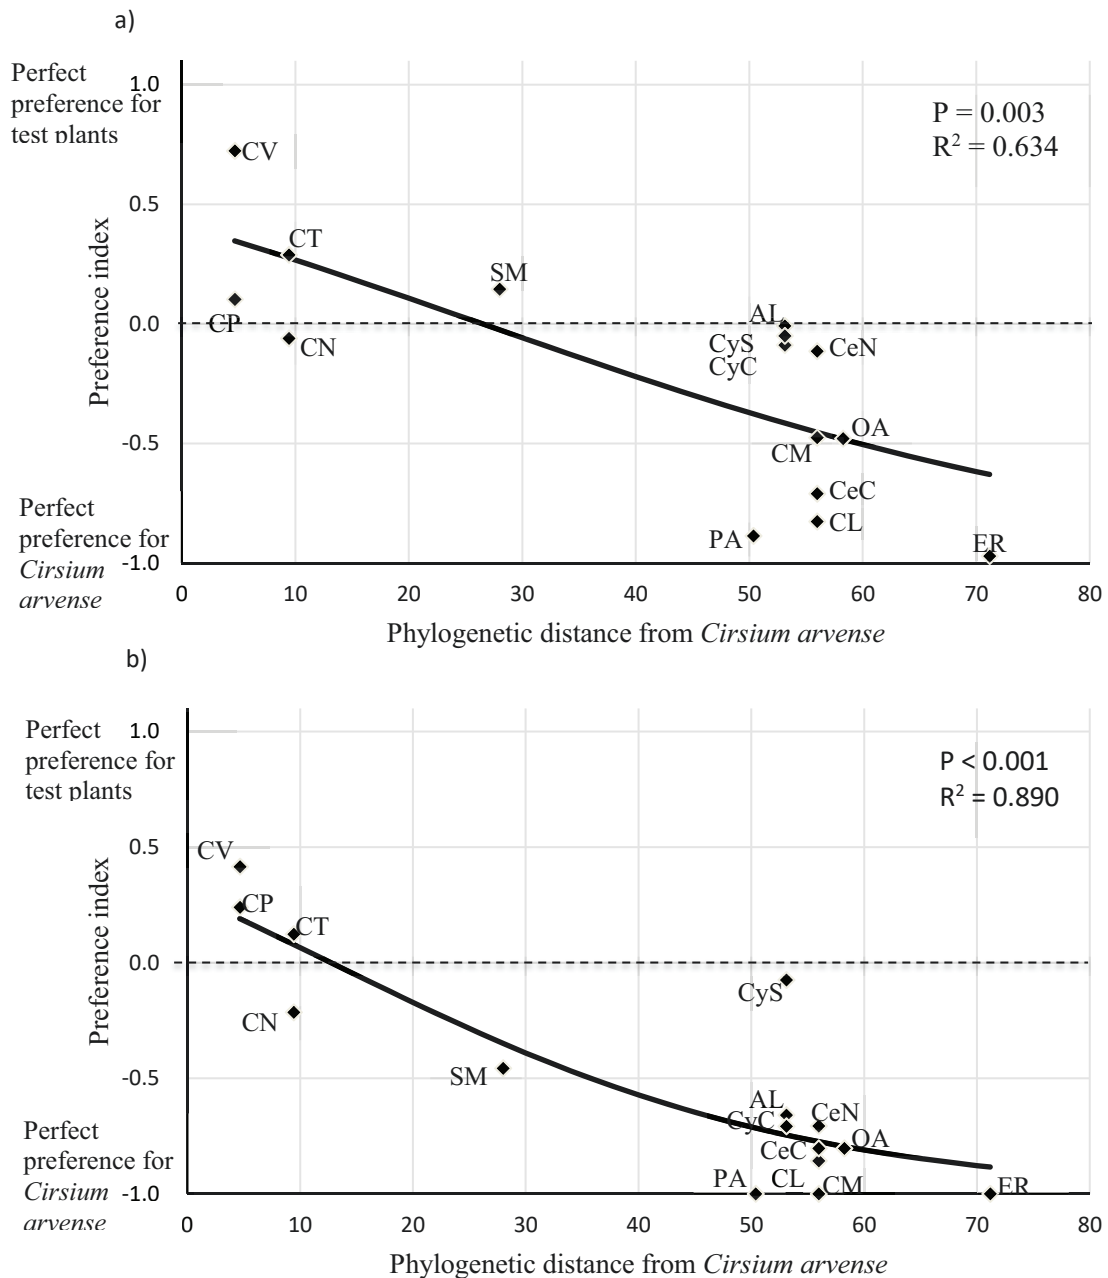 a)
Perfect
preference for
test plants
1.0
0.5
0.0
-0.5
-1.0
Preference index
Perfect
preference for
Cirsium
arvense
P = 0.003
R² = 0.634
CV
CT
CP
CN
SM
AL
CyS
CyC
CeN
CM
OA
CeC
CL
PA
ER
0 10 20 30 40 50 60 70 80
Phylogenetic distance from Cirsium arvense
b)
Perfect
preference for
test plants
1.0
0.5
0.0
-0.5
-1.0
Preference index
Perfect
preference for
Cirsium
arvense
P < 0.001
R² = 0.890
CV
CP
CT
CN
SM
CyS
AL
CyC
CeN
CeC
OA
PA
CL
CM
ER
0 10 20 30 40 50 60 70 80
Phylogenetic distance from Cirsium arvense